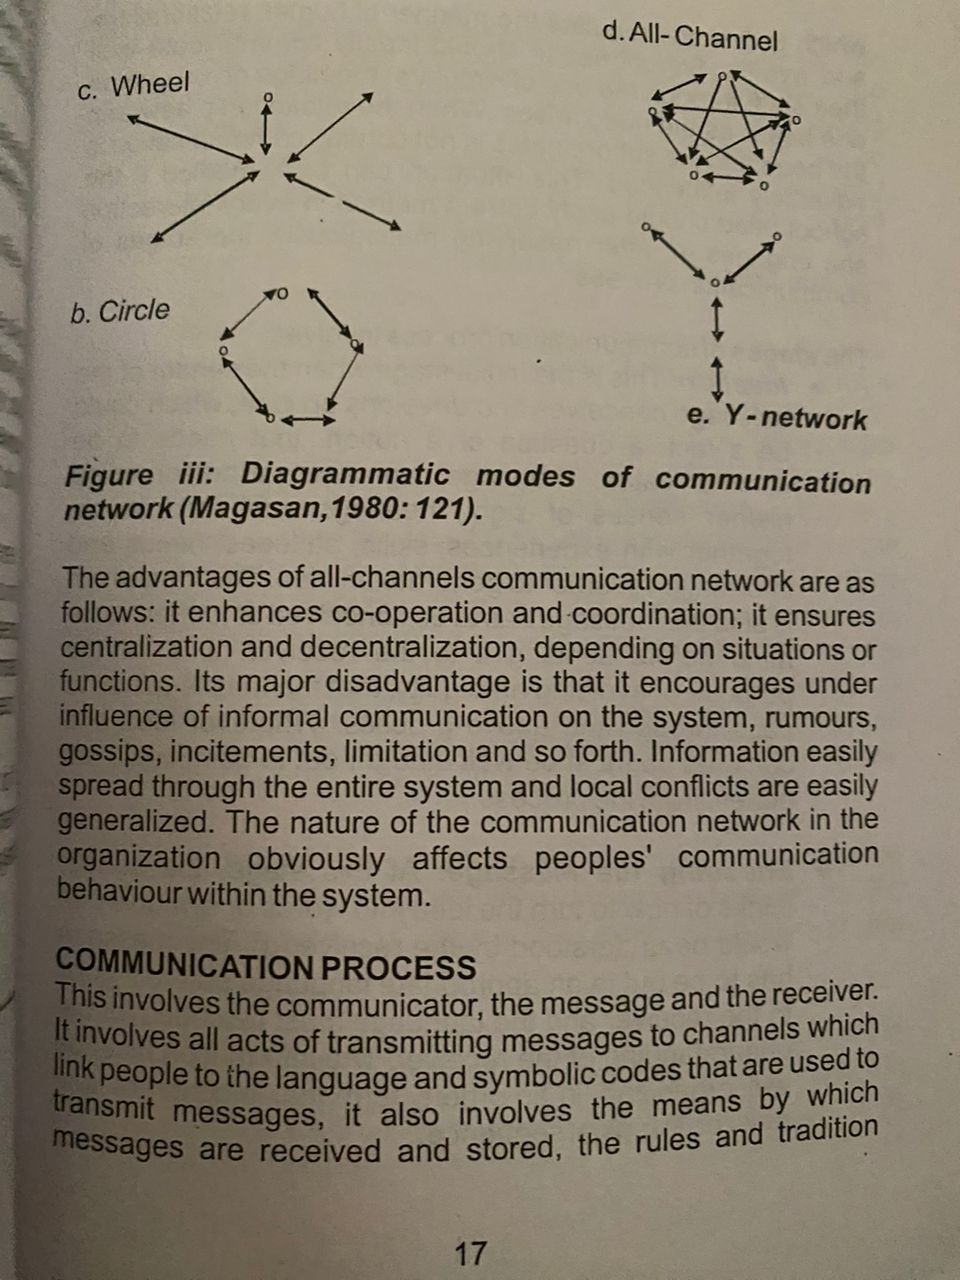 d. All- Channel
c. Wheel
b. Circle
e. Y-network
Figure iii: Diagrammatic modes of communication
network (Magasan,1980: 121).
The advantages of all-channels communication network are as
follows: it enhances co-operation and coordination; it ensures
centralization and decentralization, depending on situations or
functions. Its major disadvantage is that it encourages under
influence of informal communication on the system, rumours,
gossips, incitements, limitation and so forth. Information easily
spread through the entire system and local conflicts are easily
generalized. The nature of the communication network in the
organization obviously affects peoples' communication
behaviour within the system.
COMMUNICATION PROCESS
This involves the communicator, the message and the receiver.
It involves all acts of transmitting messages to channels which
link people to the language and symbolic codes that are used to
transmit messages, it also involves the means by which
messages are received and stored, the rules and tradition
17